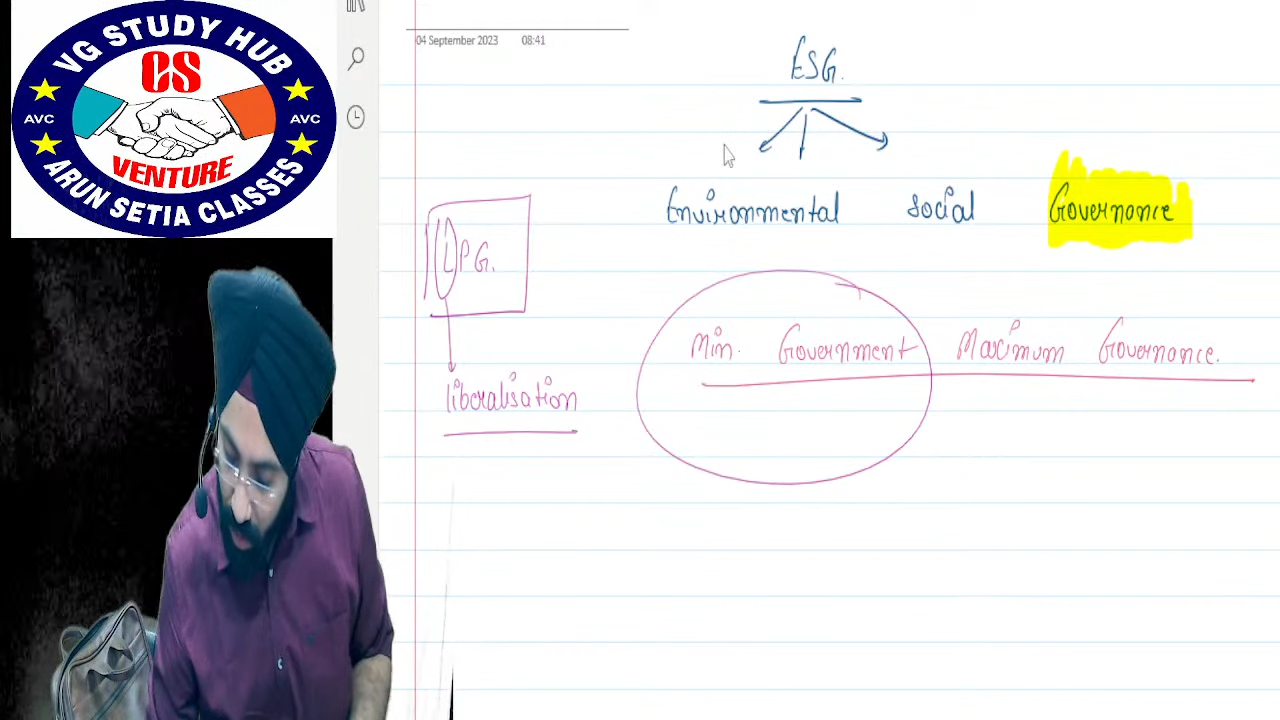 VG STUDY HUB
CS
AVC
AVC
VENTURE
ARUN SETIA CLASSES
04 September 2023 08:41
ESG.
Environmental Social Governance
LPG.
Min. Government Maximum Governance.
liberalisation